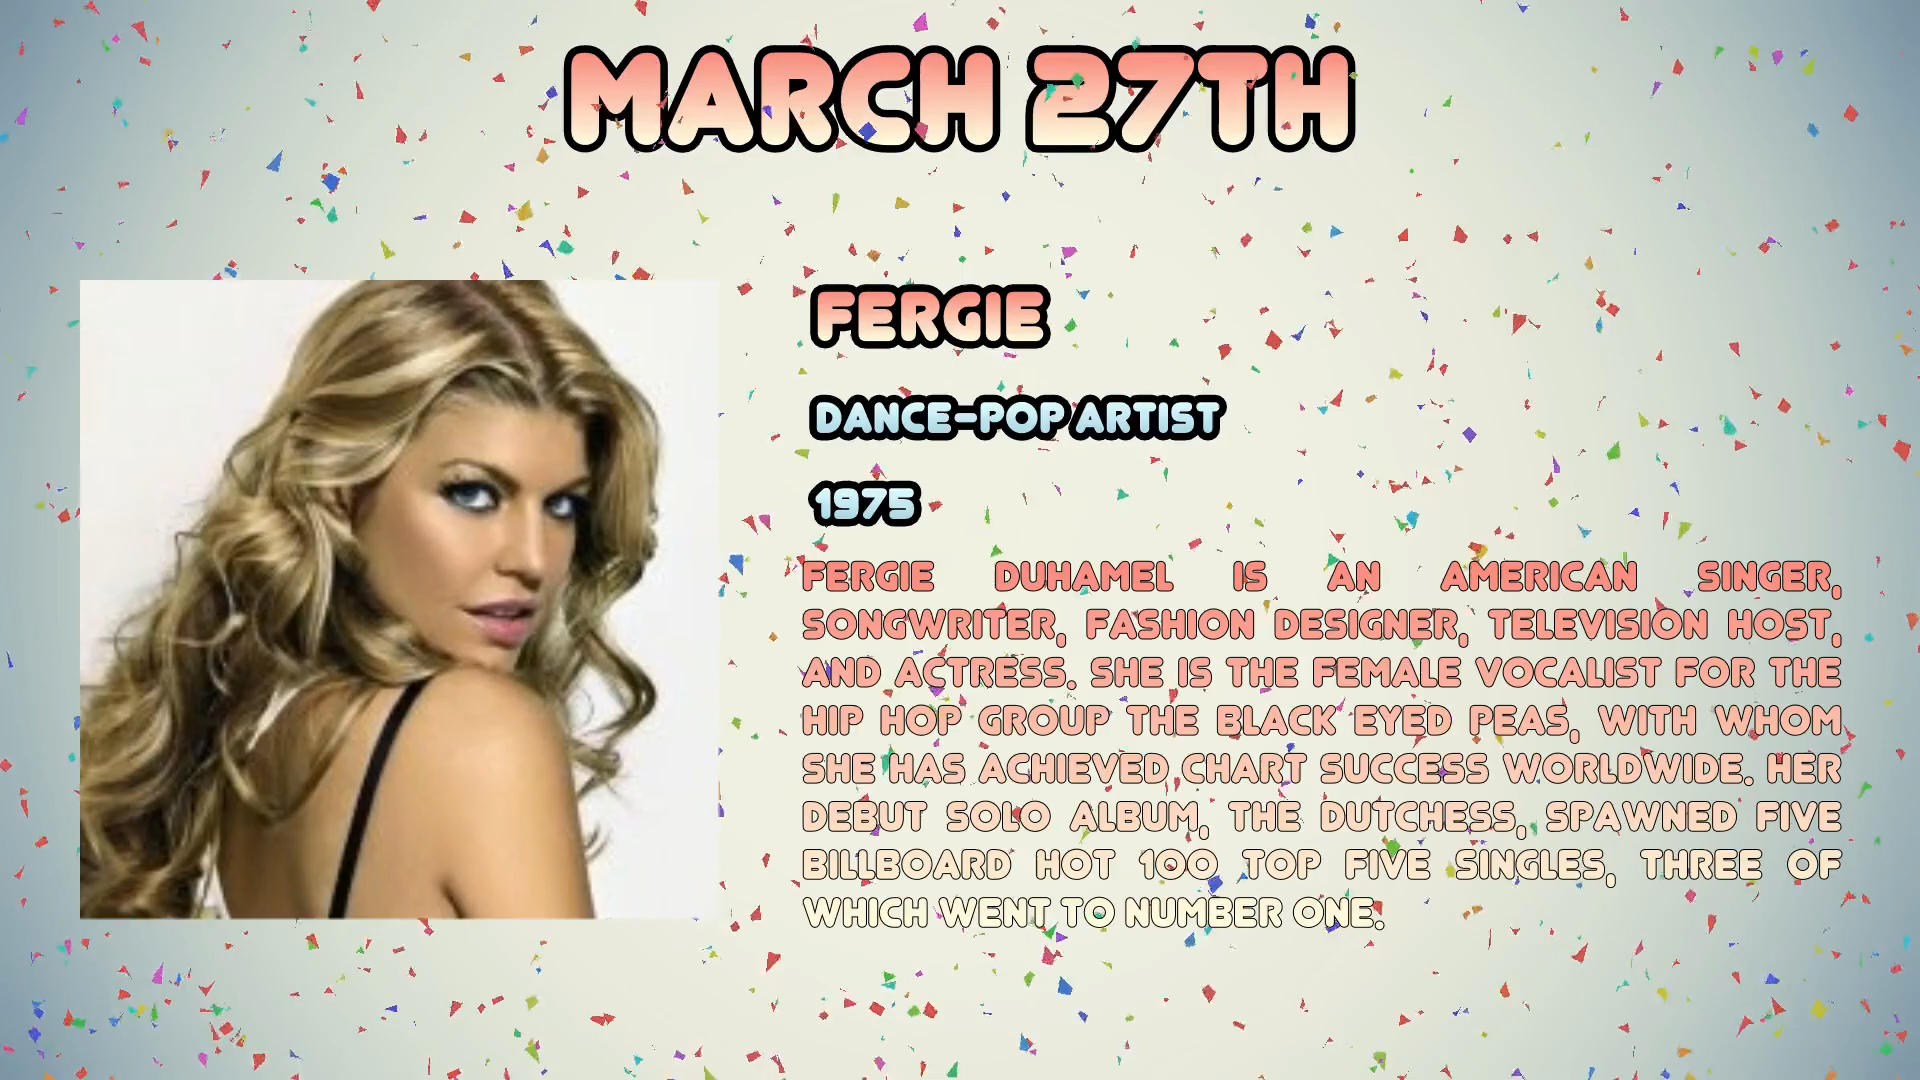 MARCH 27TH
FERGIE
DANCE-POP ARTIST
1975
FERGIE DUHAMEL IS AN AMERICAN SINGER,
SONGWRITER, FASHION DESIGNER, TELEVISION HOST,
AND ACTRESS. SHE IS THE FEMALE VOCALIST FOR THE
HIP HOP GROUP THE BLACK EYED PEAS, WITH WHOM
SHE HAS ACHIEVED CHART SUCCESS WORLDWIDE. HER
DEBUT SOLO ALBUM, THE DUTCHESS, SPAWNED FIVE
BILLBOARD HOT 100 TOP FIVE SINGLES, THREE OF
WHICH WENT TO NUMBER ONE.